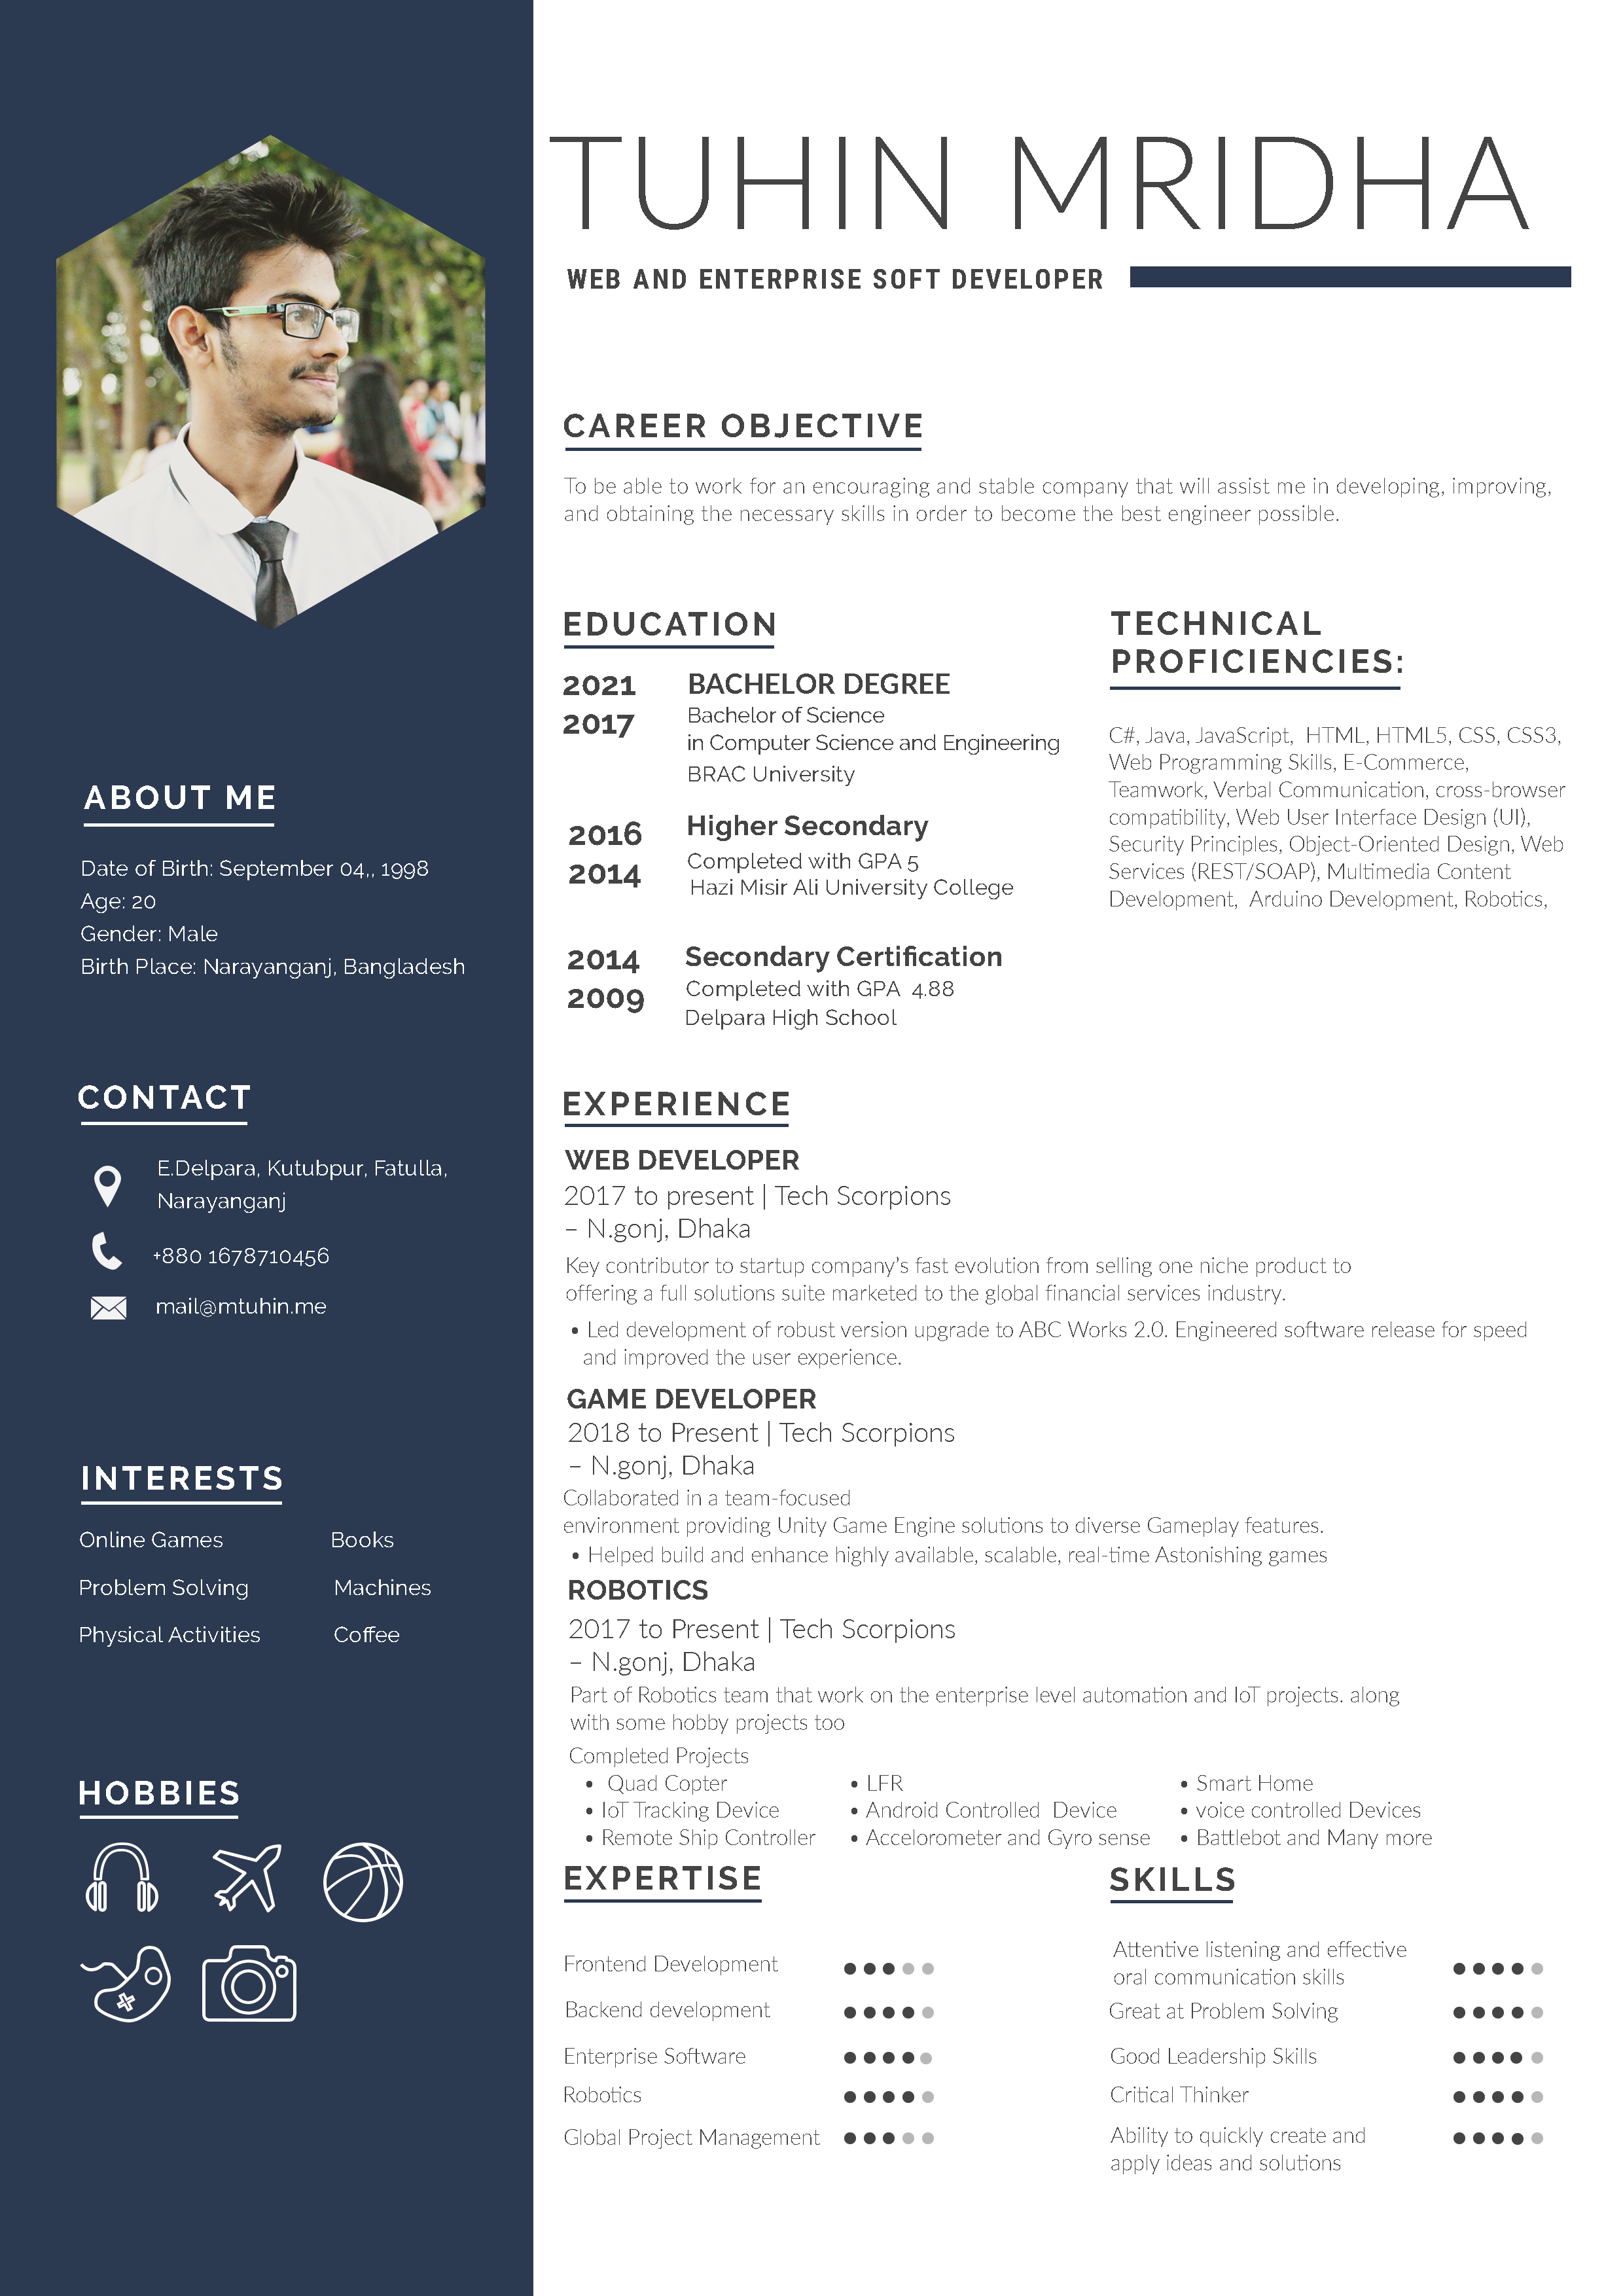 TUHIN MRIDHA
WEB AND ENTERPRISE SOFT DEVELOPER
ABOUT ME
Date of Birth: September 04,, 1998
Age: 20
Gender: Male
Birth Place: Narayanganj, Bangladesh
CONTACT
E.Delpara, Kutubpur, Fatulla,
Narayanganj
+880 1678710456
mail@mtuhin.me
INTERESTS
Online Games Books
Problem Solving Machines
Physical Activities Coffee
HOBBIES
CAREER OBJECTIVE
To be able to work for an encouraging and stable company that will assist me in developing, improving,
and obtaining the necessary skills in order to become the best engineer possible.
EDUCATION
2021 BACHELOR DEGREE
2017 Bachelor of Science
in Computer Science and Engineering
BRAC University
2016 Higher Secondary
2014 Completed with GPA 5
Hazi Misir Ali University College
2014 Secondary Certification
2009 Completed with GPA 4.88
Delpara High School
TECHNICAL
PROFICIENCIES:
C#, Java, JavaScript, HTML, HTML5, CSS, CSS3,
Web Programming Skills, E-Commerce,
Teamwork, Verbal Communication, cross-browser
compatibility, Web User Interface Design (UI),
Security Principles, Object-Oriented Design, Web
Services (REST/SOAP), Multimedia Content
Development, Arduino Development, Robotics,
EXPERIENCE
WEB DEVELOPER
2017 to present | Tech Scorpions
– N.gonj, Dhaka
Key contributor to startup company's fast evolution from selling one niche product to
offering a full solutions suite marketed to the global financial services industry.
• Led development of robust version upgrade to ABC Works 2.0. Engineered software release for speed
and improved the user experience.
GAME DEVELOPER
2018 to Present | Tech Scorpions
– N.gonj, Dhaka
Collaborated in a team-focused
environment providing Unity Game Engine solutions to diverse Gameplay features.
• Helped build and enhance highly available, scalable, real-time Astonishing games
ROBOTICS
2017 to Present | Tech Scorpions
– N.gonj, Dhaka
Part of Robotics team that work on the enterprise level automation and IoT projects. along
with some hobby projects too
Completed Projects
• Quad Copter • LFR • Smart Home
• IoT Tracking Device • Android Controlled Device • voice controlled Devices
• Remote Ship Controller • Accelorometer and Gyro sense • Battlebot and Many more
EXPERTISE
Frontend Development
Backend development
Enterprise Software
Robotics
Global Project Management
SKILLS
Attentive listening and effective
oral communication skills
Great at Problem Solving
Good Leadership Skills
Critical Thinker
Ability to quickly create and
apply ideas and solutions